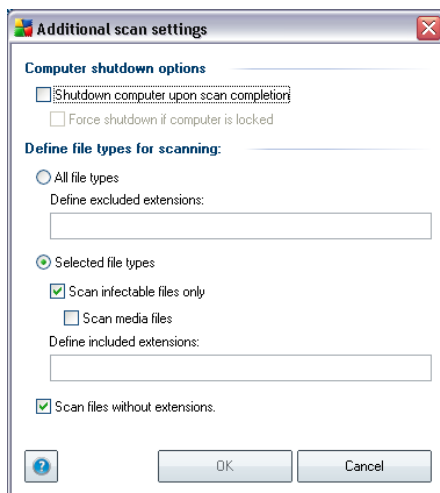 Additional scan settings
Computer shutdown options
Shutdown computer upon scan completion
Force shutdown if computer is locked
Define file types for scanning:
All file types
Define excluded extensions:
Selected file types
Scan infectable files only
Scan media files
Define included extensions:
Scan files without extensions.
?
OK
Cancel